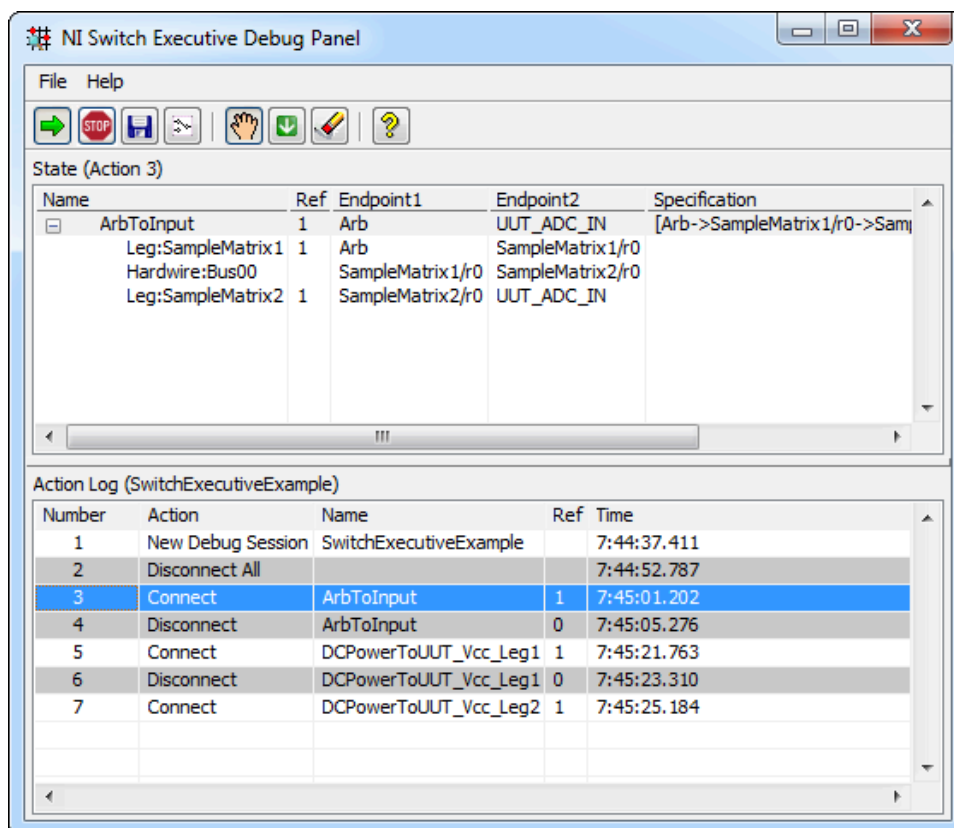 NI Switch Executive Debug Panel
File Help
STOP
State (Action 3)
Name Ref Endpoint1 Endpoint2 Specification
ArbToInput 1 Arb UUT_ADC_IN [Arb->SampleMatrix1/r0->Sam
Leg:SampleMatrix1 1 Arb SampleMatrix1/r0
Hardwire:Bus00 SampleMatrix1/r0 SampleMatrix2/r0
Leg:SampleMatrix2 1 SampleMatrix2/r0 UUT_ADC_IN
Action Log (SwitchExecutiveExample)
Number Action Name Ref Time
1 New Debug Session SwitchExecutiveExample 7:44:37.411
2 Disconnect All 7:44:52.787
3 Connect ArbToInput 1 7:45:01.202
4 Disconnect ArbToInput 0 7:45:05.276
5 Connect DCPowerToUUT_Vcc_Leg1 1 7:45:21.763
6 Disconnect DCPowerToUUT_Vcc_Leg1 0 7:45:23.310
7 Connect DCPowerToUUT_Vcc_Leg2 1 7:45:25.184